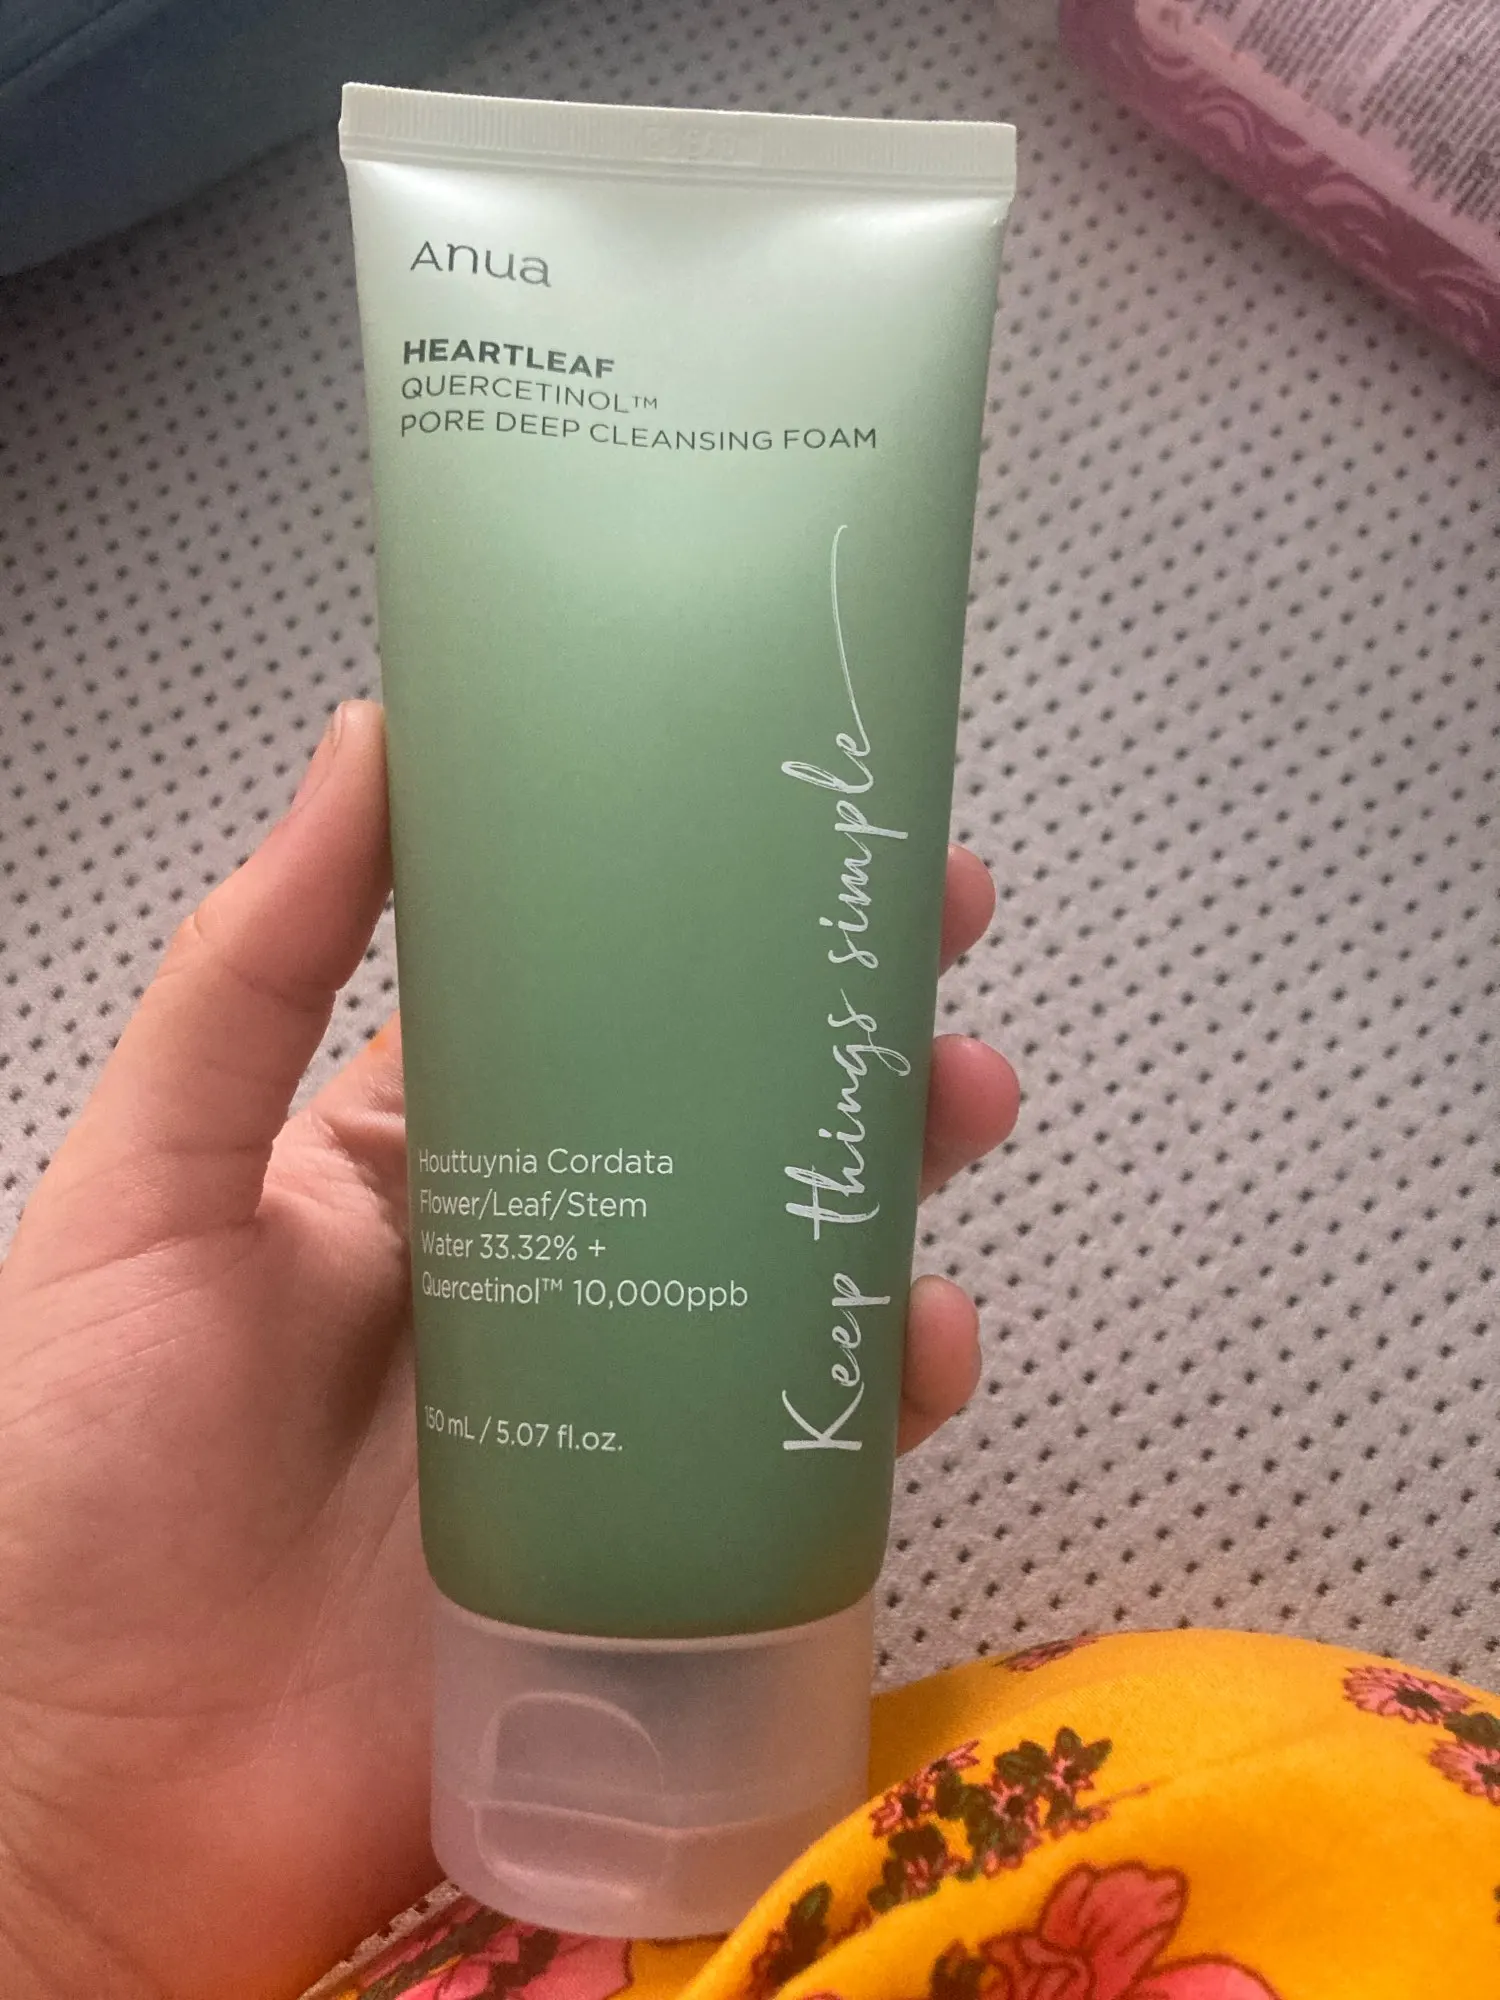 Anua
HEARTLEAF
QUERCETINOL™
PORE DEEP CLEANSING FOAM
Keep things simple
Houttuynia Cordata
Flower/Leaf/Stem
Water 33.32% +
Quercetinol™ 10,000ppb
150 mL / 5.07 fl.oz.